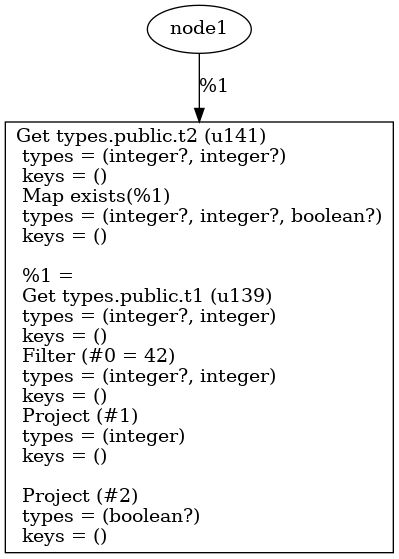 node1
%1
Get types.public.t2 (u141)
types = (integer?, integer?)
keys = ()
Map exists(%1)
types = (integer?, integer?, boolean?)
keys = ()
%1 =
Get types.public.t1 (u139)
types = (integer?, integer)
keys = ()
Filter (#0 = 42)
types = (integer?, integer)
keys = ()
Project (#1)
types = (integer)
keys = ()
Project (#2)
types = (boolean?)
keys = ()